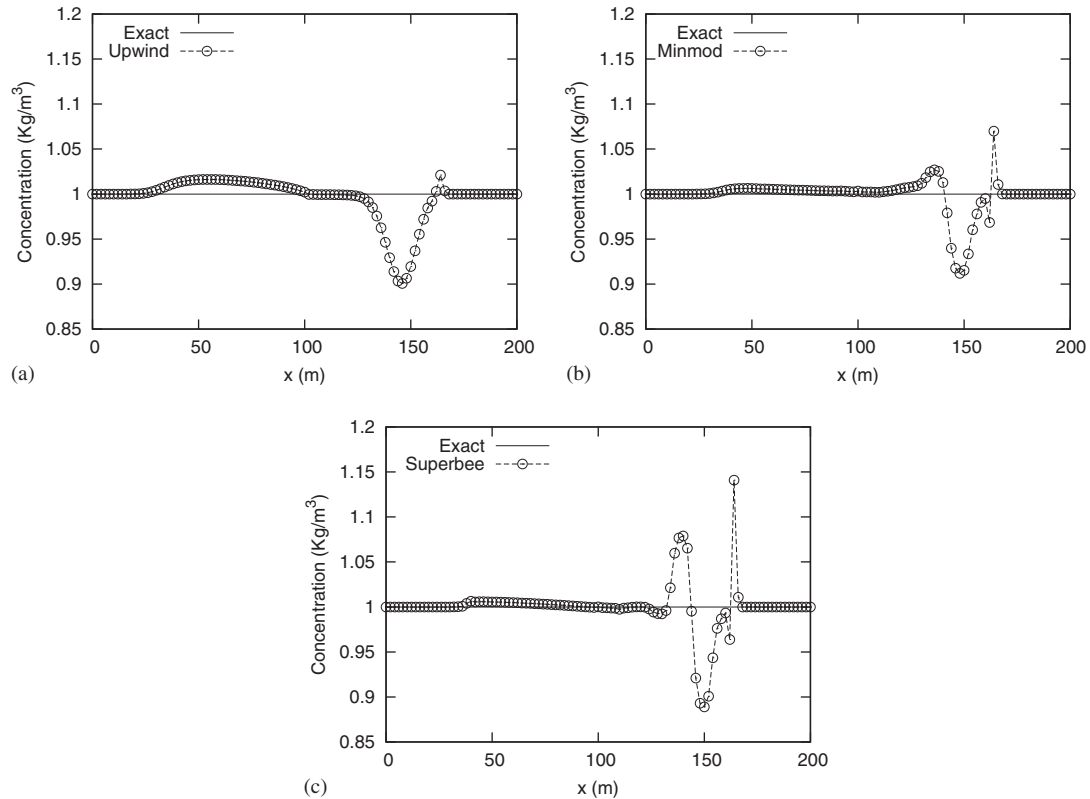 1.2
1.15
1.1
1.05
1
0.95
0.9
0.85
Concentration (Kg/m³)
Exact
Upwind
0 50 100 150 200
x (m)
(a)
1.2
1.15
1.1
1.05
1
0.95
0.9
0.85
Concentration (Kg/m³)
Exact
Minmod
0 50 100 150 200
x (m)
(b)
1.2
1.15
1.1
1.05
1
0.95
0.9
0.85
Concentration (Kg/m³)
Exact
Superbee
0 50 100 150 200
x (m)
(c)